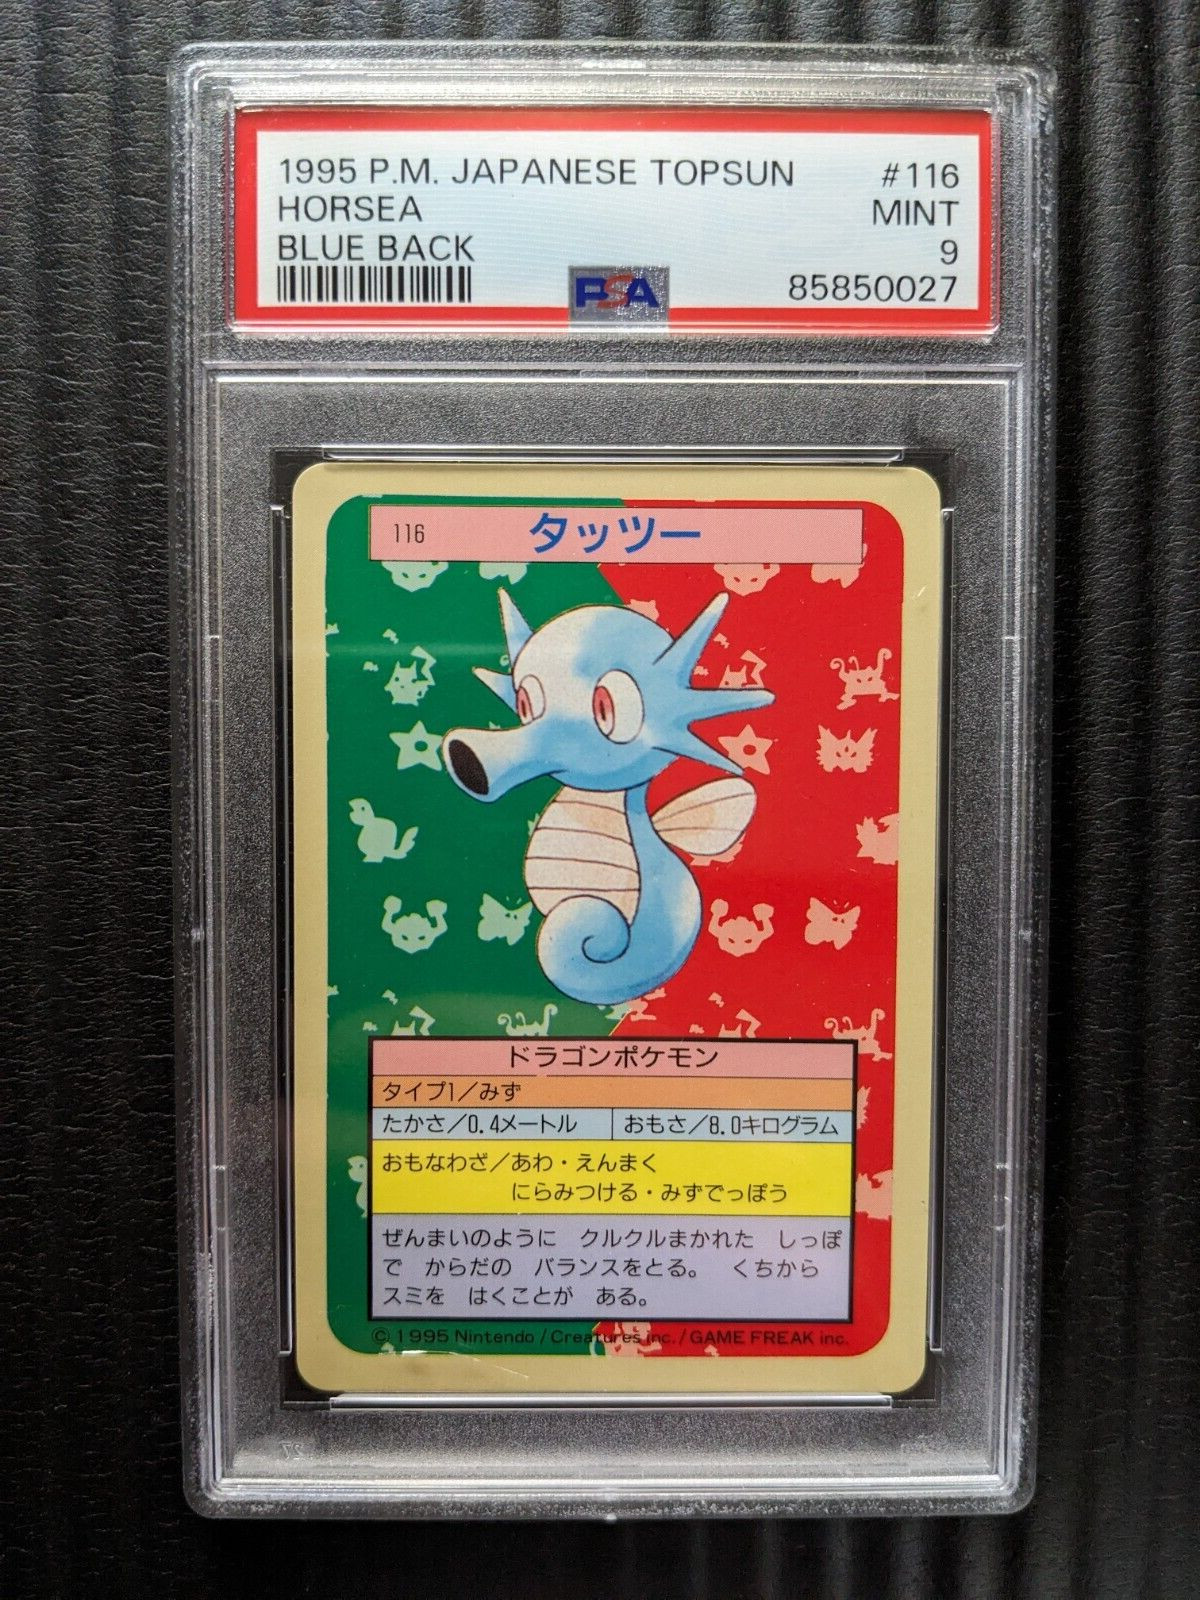 1995 P.M. JAPANESE TOPSUN #116
HORSEA MINT
BLUE BACK 9
PSA 85850027
116 タッツー
ドラゴンポケモン
タイプ1/みず
たかさ/0.4メートル おもさ/8.0キログラム
おもなわざ/あわ・えんまく
にらみつける・みずでっぽう
ぜんまいのように クルクルまかれた しっぽ
で からだの バランスをとる。 くちから
スミを はくことが ある。
© 1995 Nintendo / Creatures inc. / GAME FREAK inc.